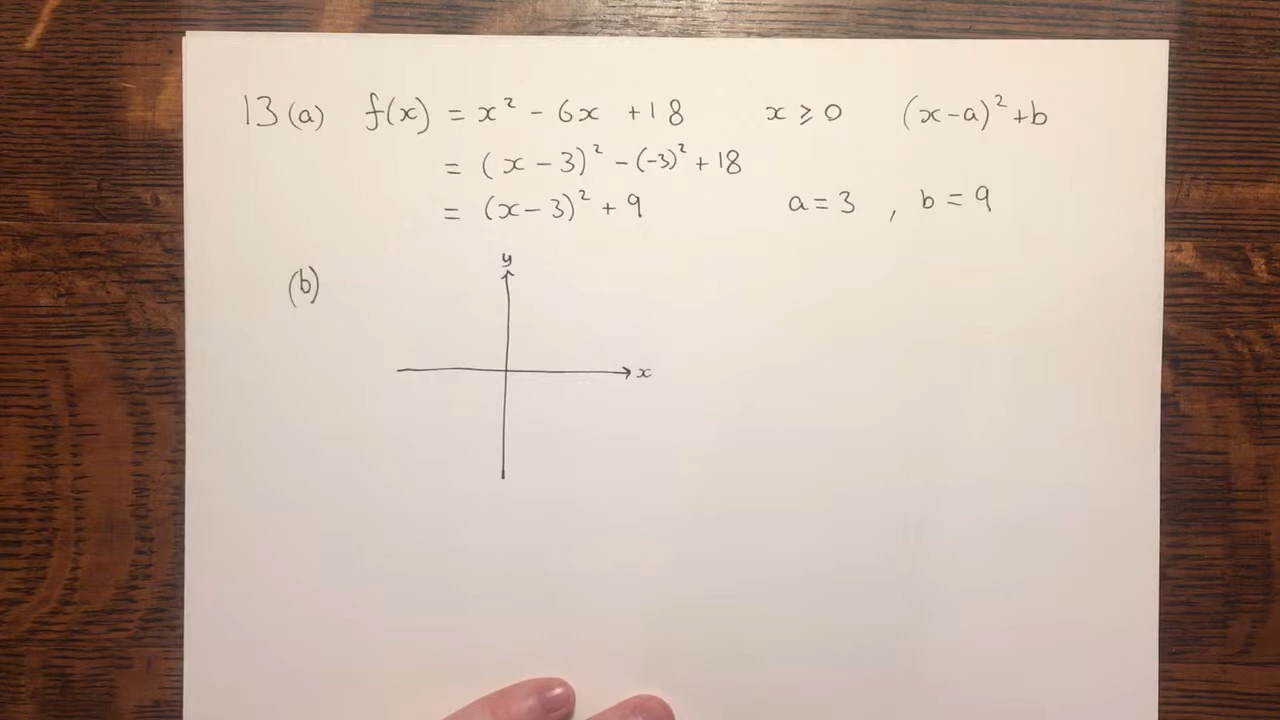 13 (a) f(x) = x² - 6x + 18 x ⩾ 0 (x-a)² + b
= (x - 3)² - (-3)² + 18
= (x - 3)² + 9 a = 3 , b = 9
(b)
y
x